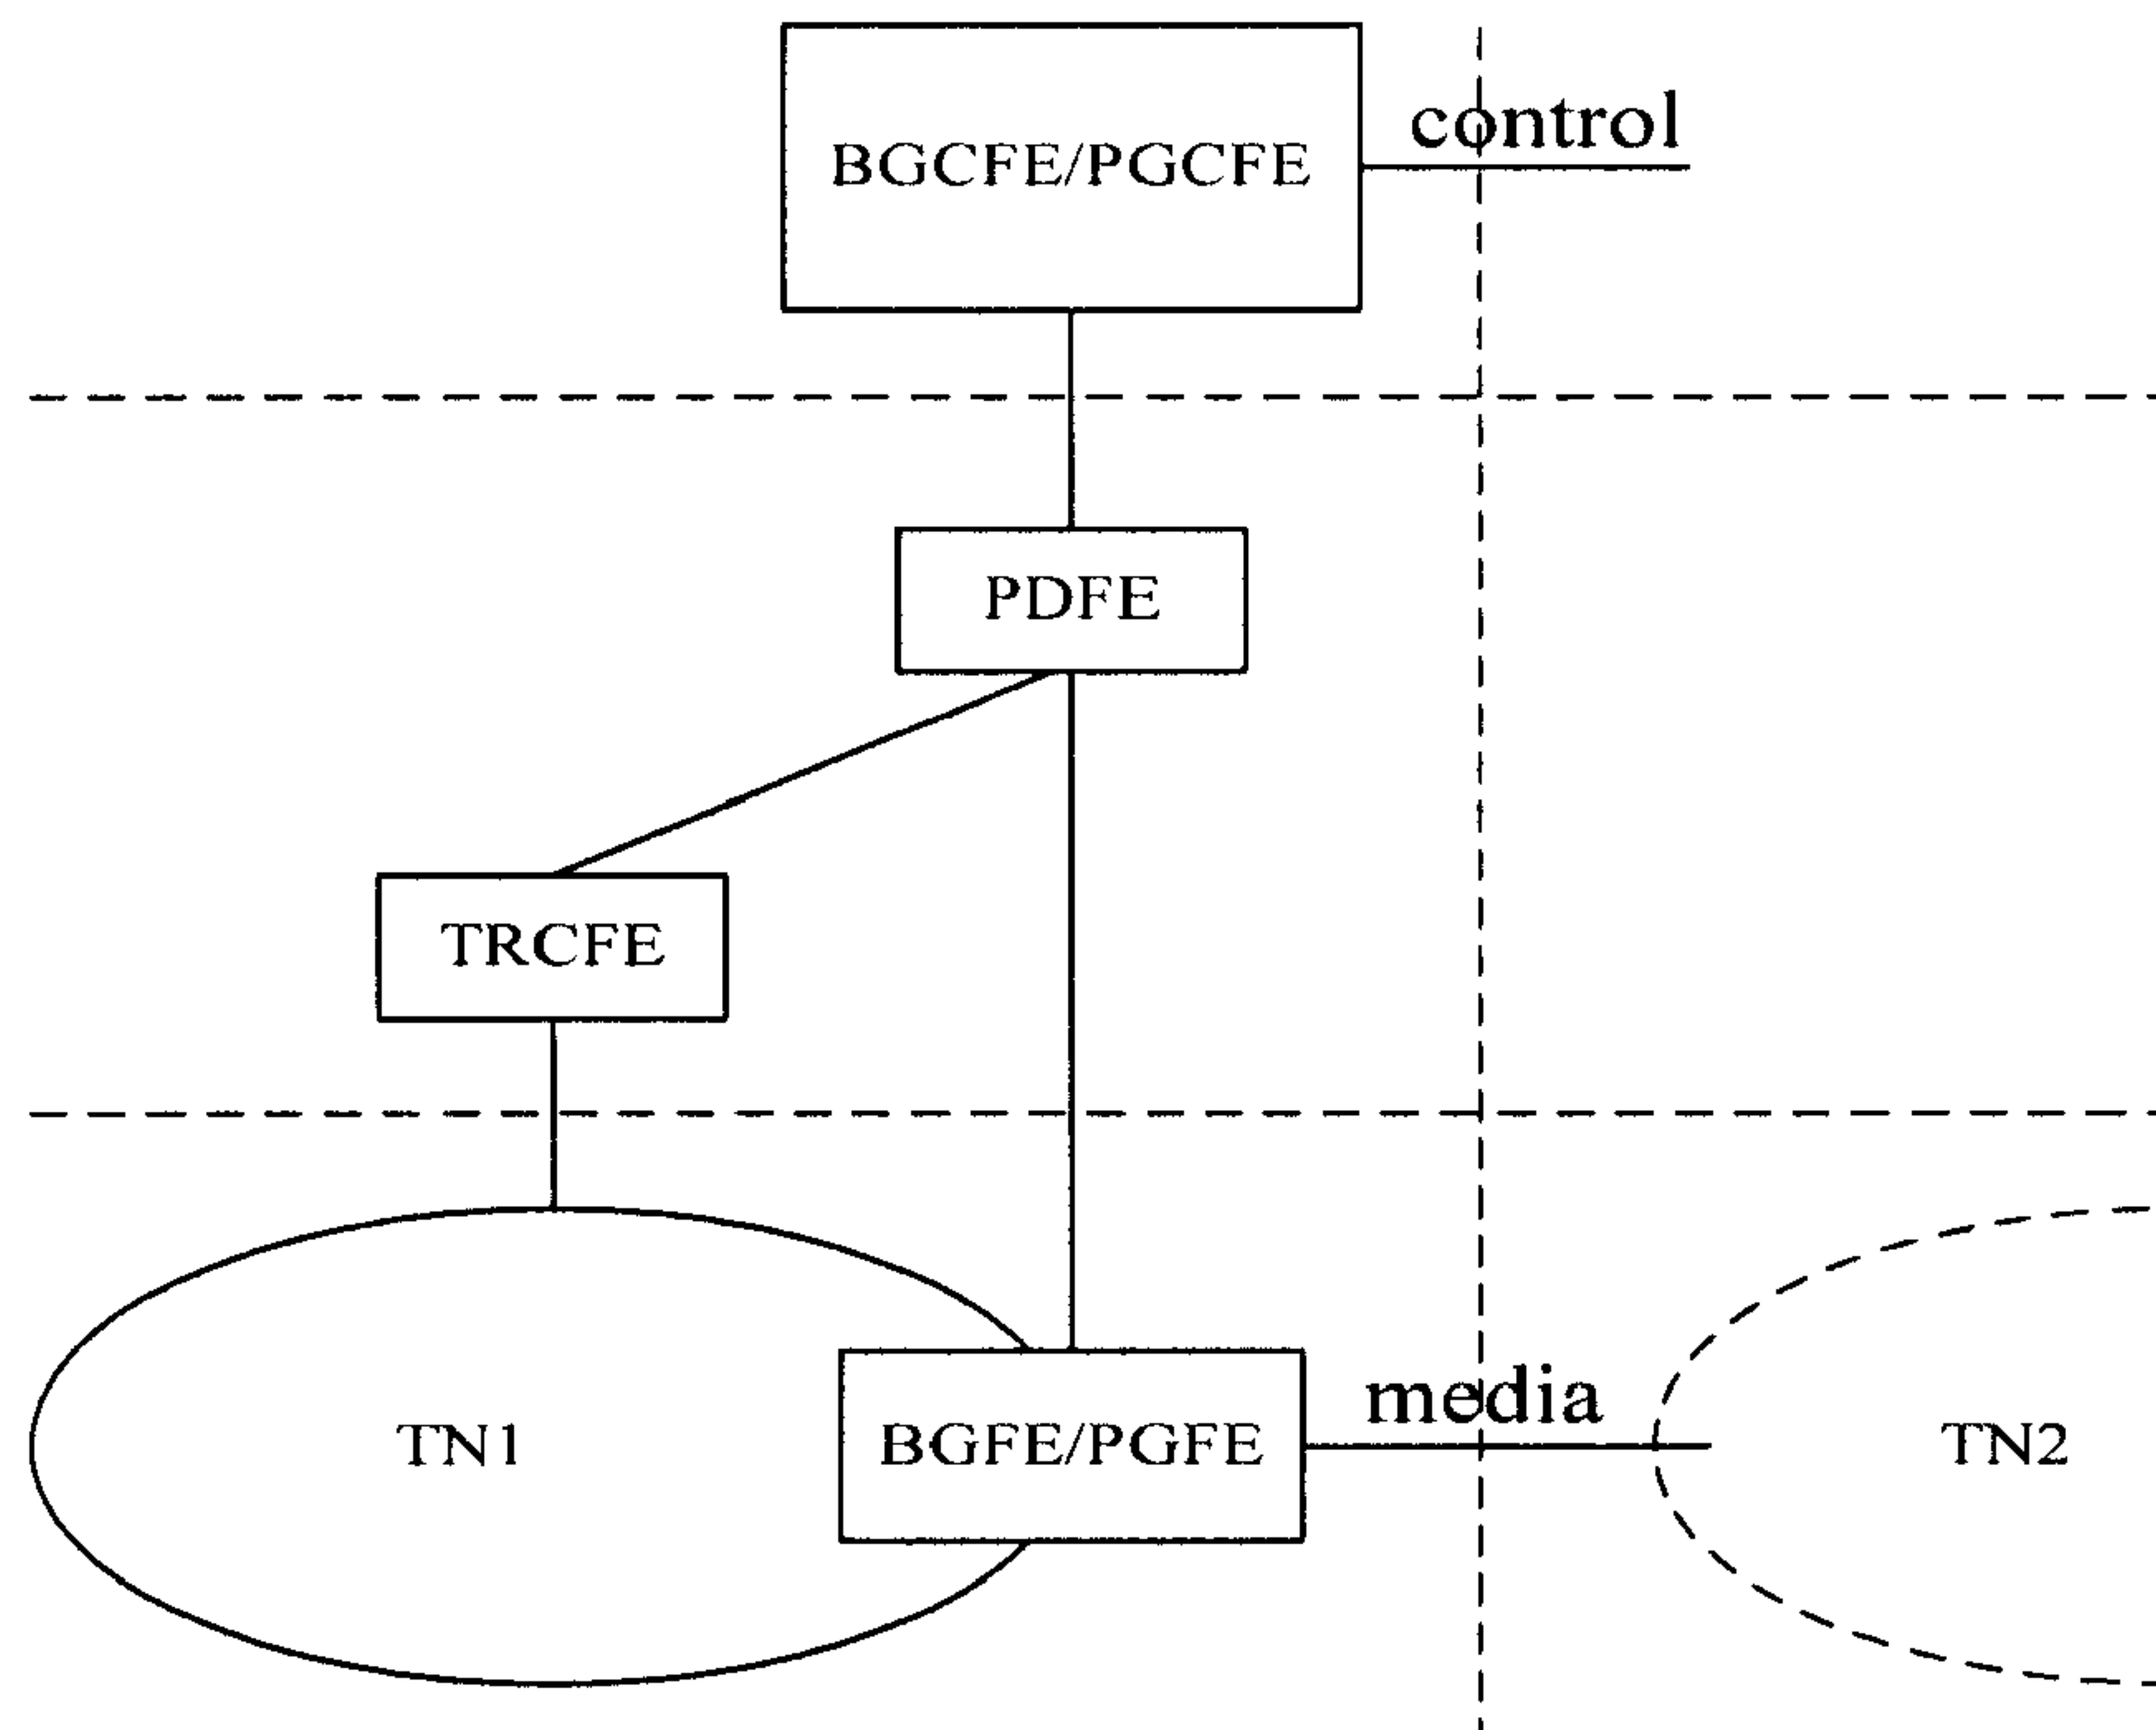 control
BGCFE/PGCFE
PDFE
TRCFE
media
TN1
BGFE/PGFE
TN2